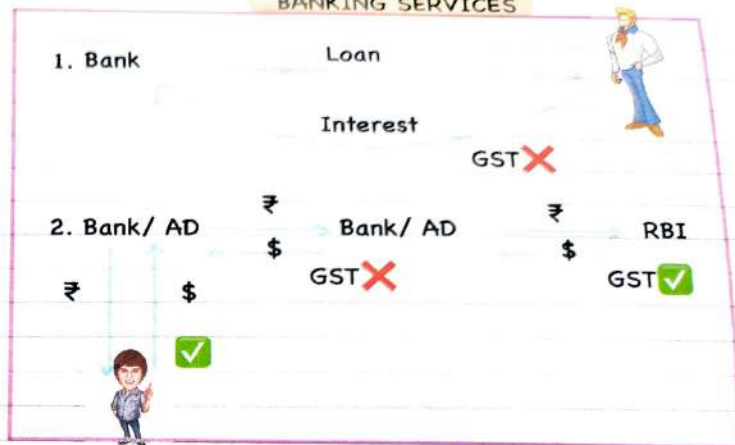 BANKING SERVICES
1. Bank Loan
Interest
GST
₹ ₹
2. Bank/ AD Bank/ AD RBI
$ $
GST GST
₹ $